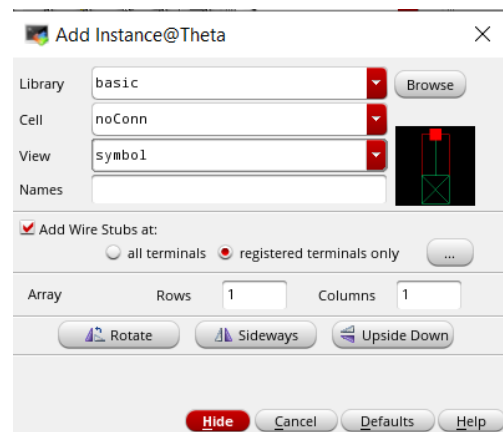 Add Instance@Theta
Library basic Browse
Cell noConn
View symbol
Names
Add Wire Stubs at:
all terminals registered terminals only ...
Array Rows 1 Columns 1
Rotate Sideways Upside Down
Hide Cancel Defaults Help